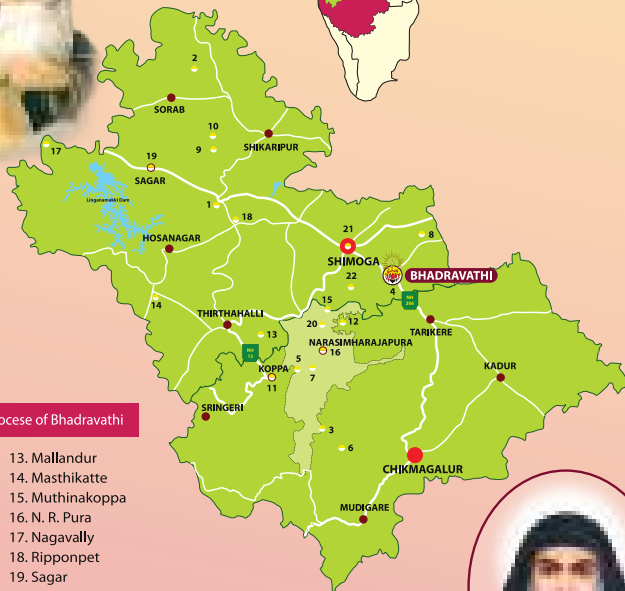 2
SORAB
10
9
SHIKARIPUR
17
19
SAGAR
Linganamakki Dam
1
18
HOSANAGAR
21
8
SHIMOGA
BHADRAVATHI
22
4
NH
206
14
15
THIRTHAHALLI
20
12
TARIKERE
13
NARASIMHARAJAPURA
16
NH
13
5
7
KOPPA
11
KADUR
SRINGERI
3
6
CHIKMAGALUR
MUDIGARE
ocese of Bhadravathi
13. Mallandur
14. Masthikatte
15. Muthinakoppa
16. N. R. Pura
17. Nagavally
18. Ripponpet
19. Sagar